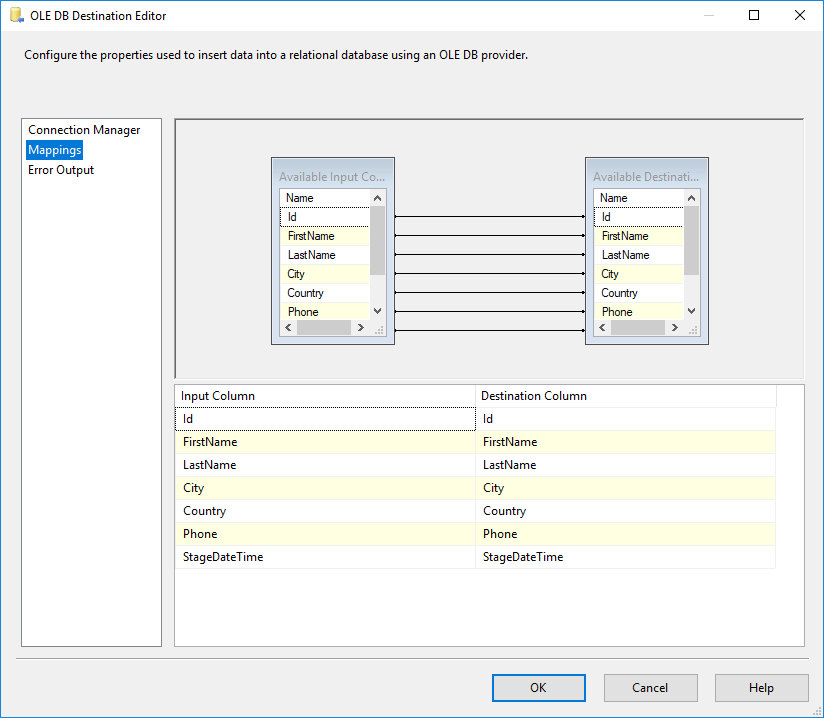 OLE DB Destination Editor
Configure the properties used to insert data into a relational database using an OLE DB provider.
Connection Manager
Mappings
Error Output
Available Input Co...
Name
Id
FirstName
LastName
City
Country
Phone
Available Destinati...
Name
Id
FirstName
LastName
City
Country
Phone
Input Column Destination Column
Id Id
FirstName FirstName
LastName LastName
City City
Country Country
Phone Phone
StageDateTime StageDateTime
OK Cancel Help